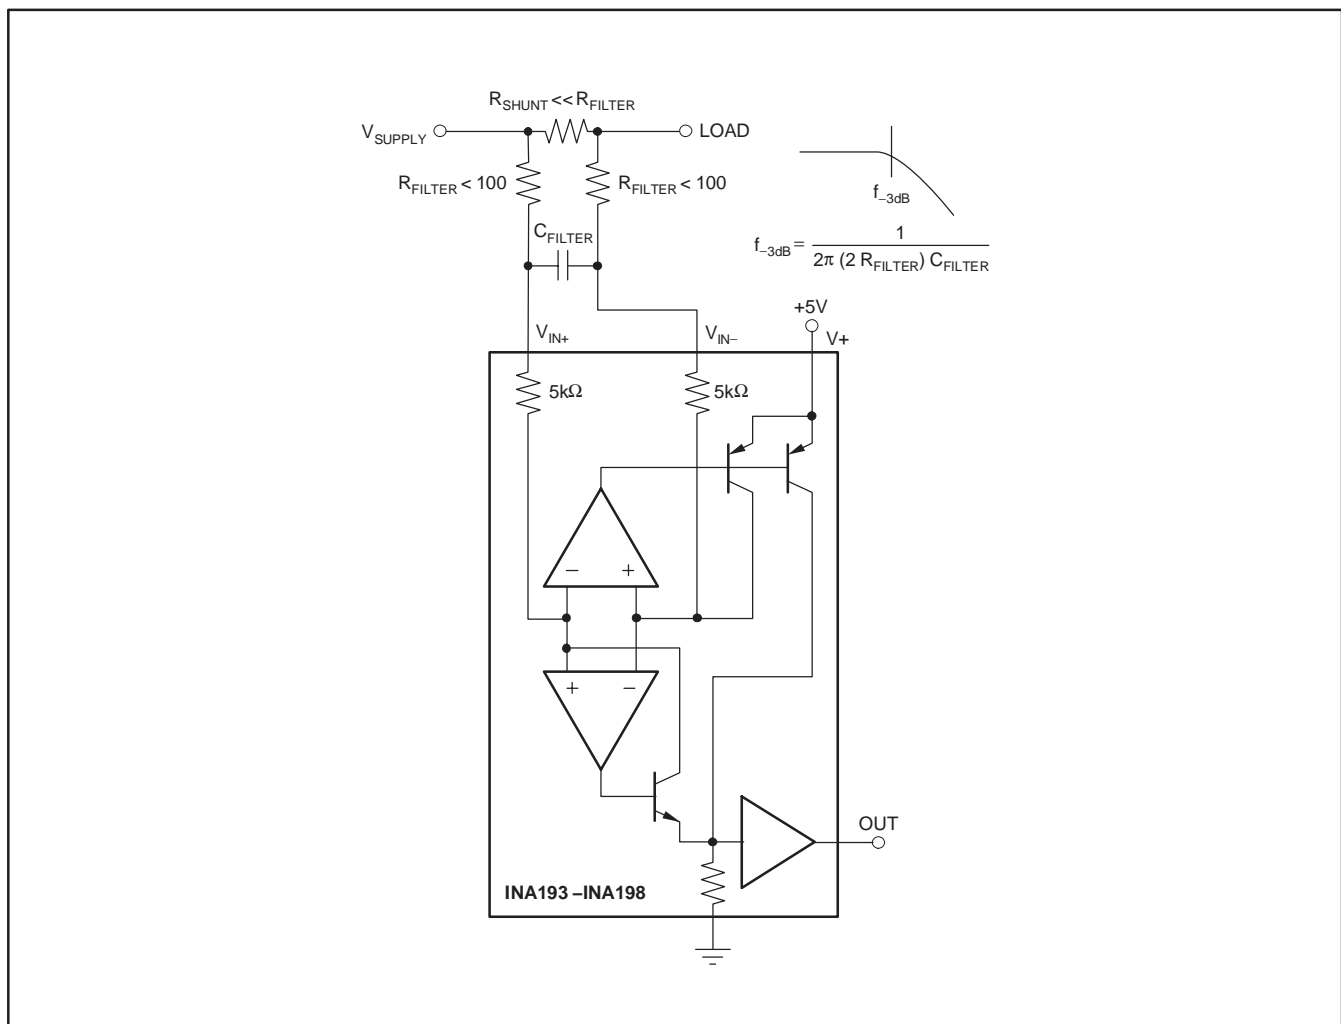 R_SHUNT << R_FILTER
V_SUPPLY
LOAD
R_FILTER < 100
R_FILTER < 100
f_−3dB
C_FILTER
f_−3dB = 1 / 2π (2 R_FILTER) C_FILTER
+5V
V_IN+
V_IN−
V+
5kΩ
5kΩ
− +
+ −
OUT
INA193 – INA198